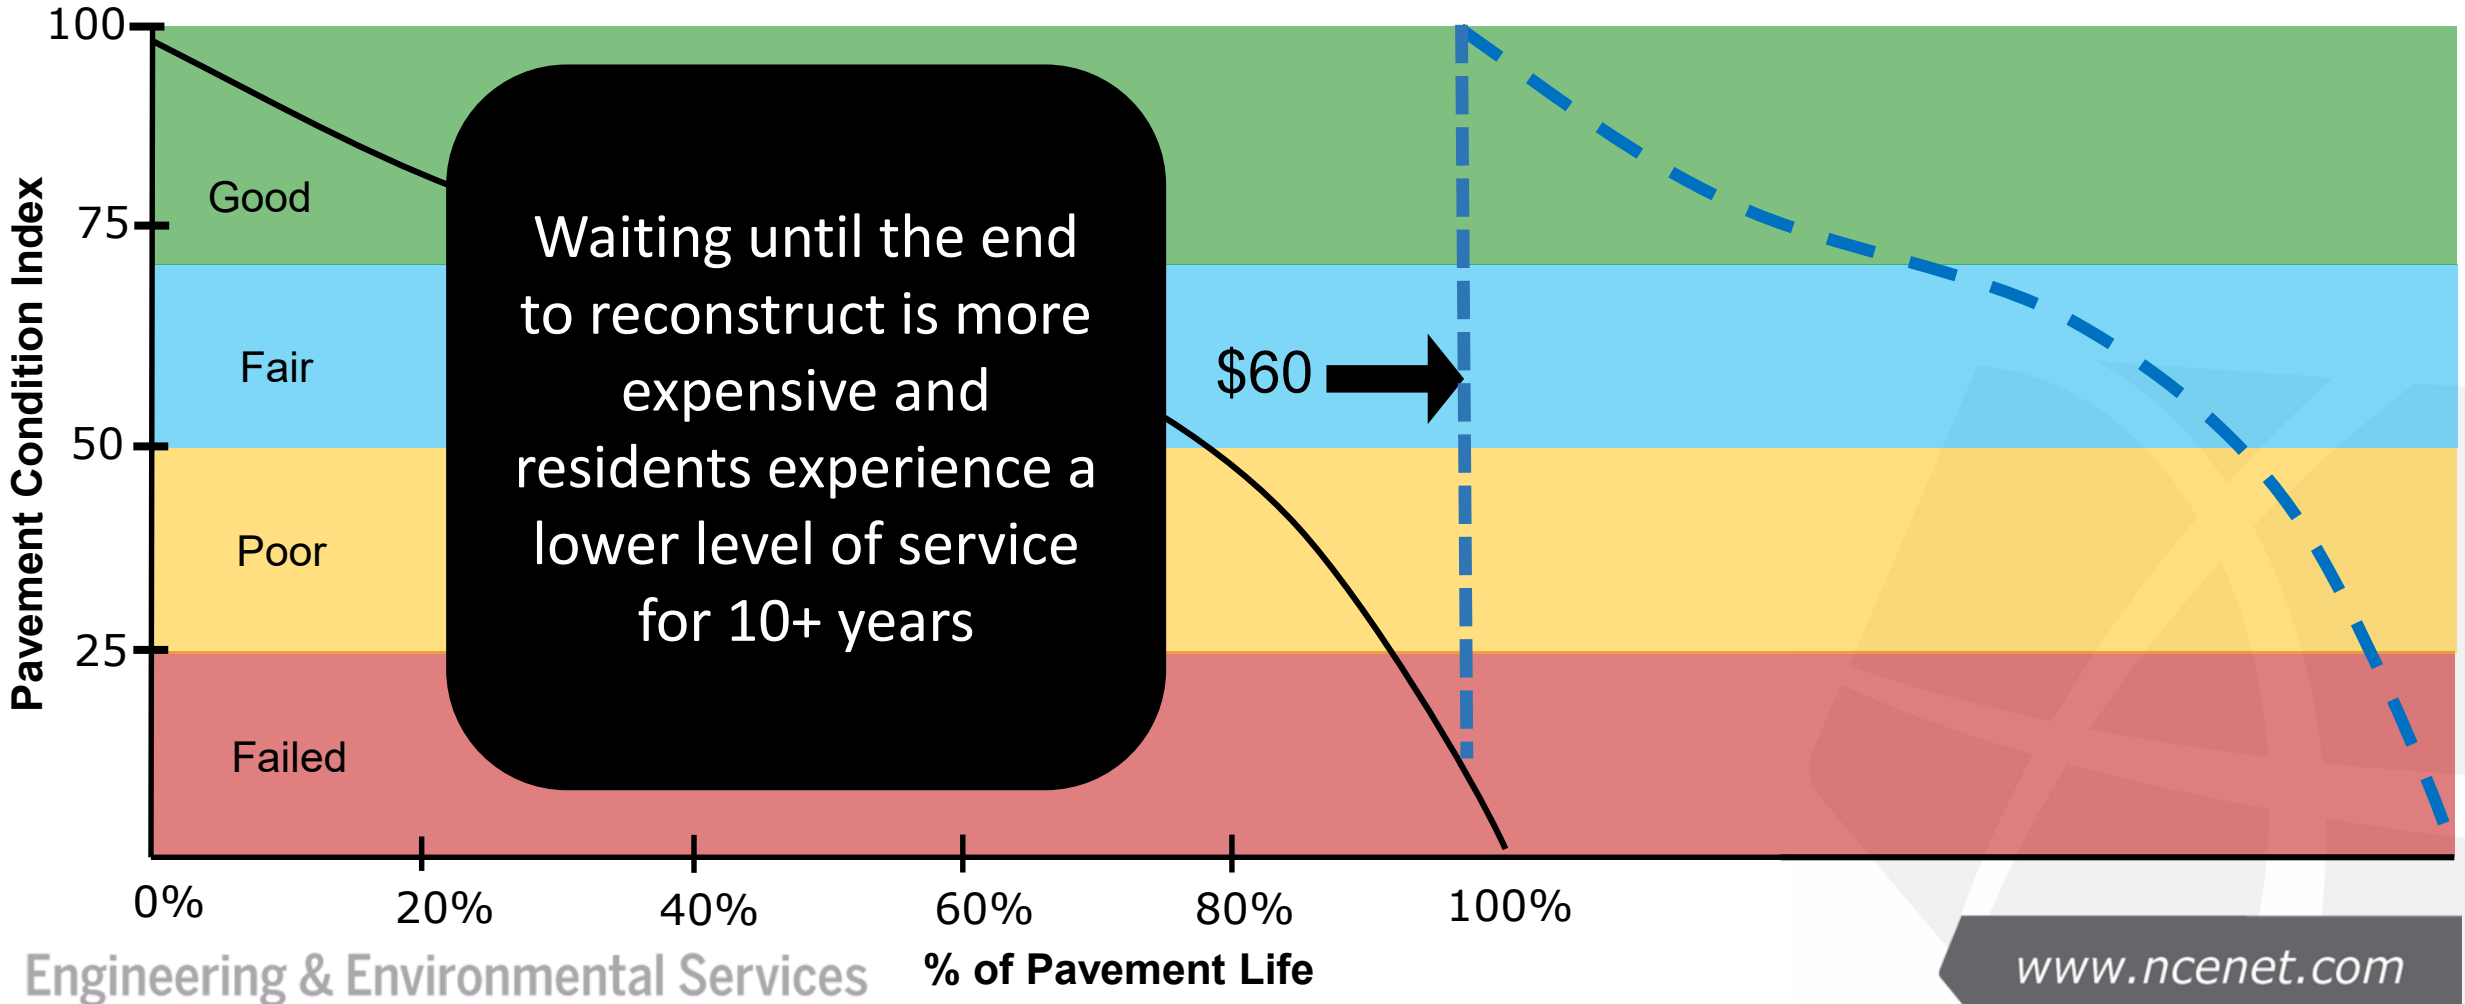 100
75
50
25
Pavement Condition Index
Good
Fair
Poor
Failed
Waiting until the end
to reconstruct is more
expensive and
residents experience a
lower level of service
for 10+ years
$60
0%
20%
40%
60%
80%
100%
% of Pavement Life
Engineering & Environmental Services
www.ncenet.com